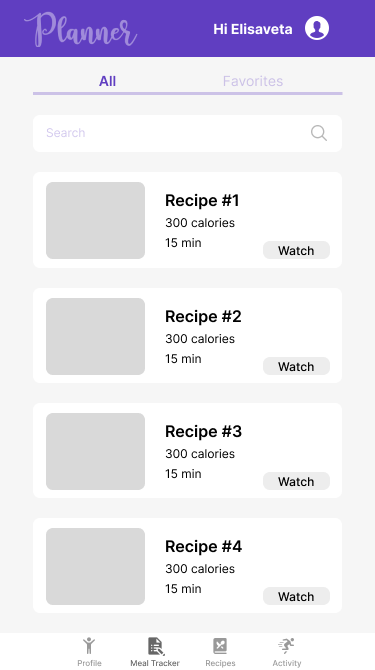 Planner
Hi Elisaveta
All
Favorites
Search
Recipe #1
300 calories
15 min
Watch
Recipe #2
300 calories
15 min
Watch
Recipe #3
300 calories
15 min
Watch
Recipe #4
300 calories
15 min
Watch
Profile
Meal Tracker
Recipes
Activity